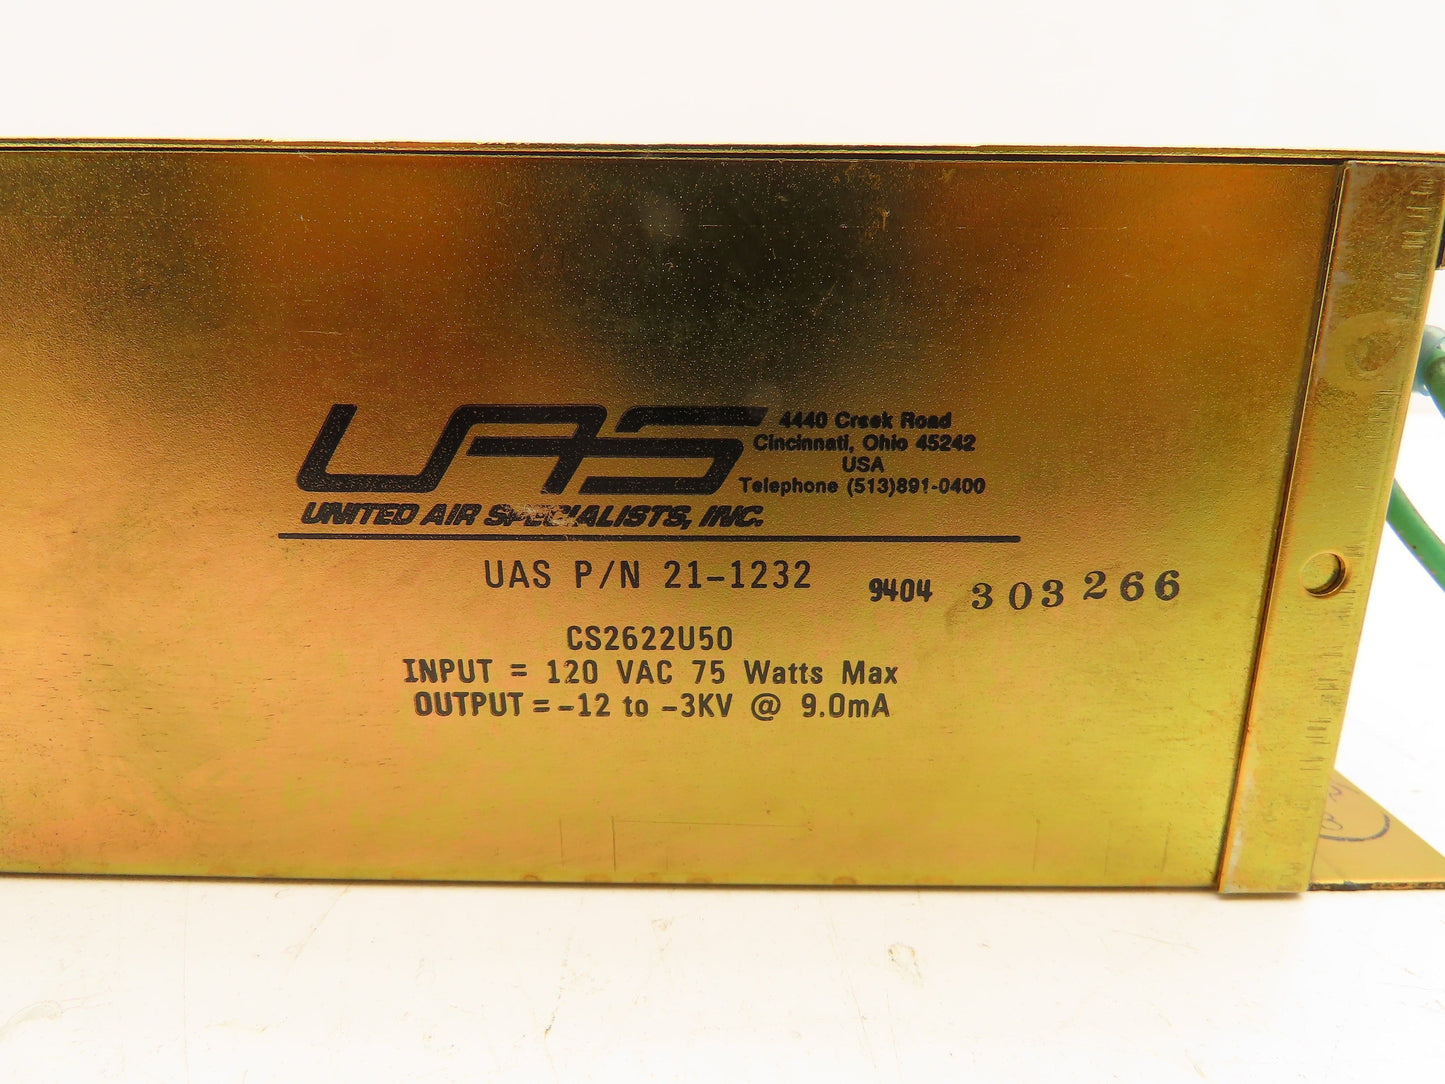 UAS
4440 Creek Road
Cincinnati, Ohio 45242
USA
Telephone (513)891-0400
UNITED AIR SPECIALISTS, INC.
UAS P/N 21-1232 9404 303266
CS2622U50
INPUT = 120 VAC 75 Watts Max
OUTPUT = -12 to -3KV @ 9.0mA